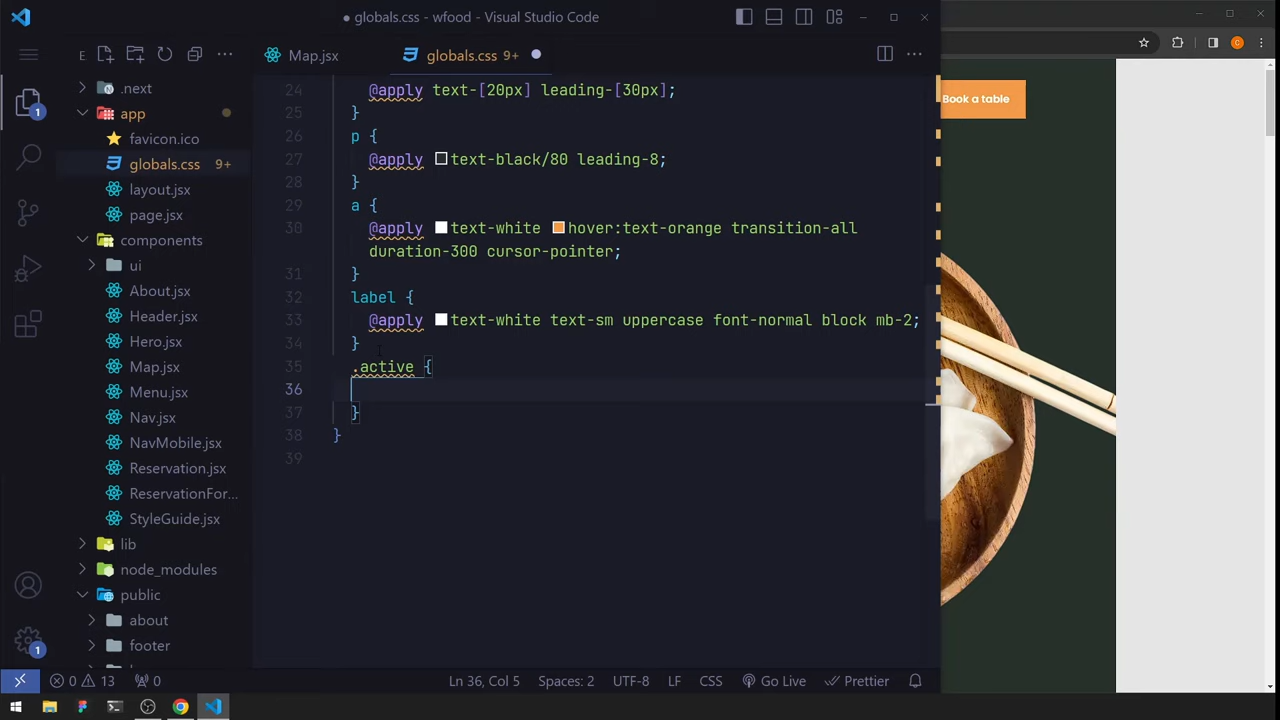 globals.css - wfood - Visual Studio Code
E
Map.jsx
globals.css 9+
.next
app
favicon.ico
globals.css 9+
layout.jsx
page.jsx
components
ui
About.jsx
Header.jsx
Hero.jsx
Map.jsx
Menu.jsx
Nav.jsx
NavMobile.jsx
Reservation.jsx
ReservationFor...
StyleGuide.jsx
lib
node_modules
public
about
footer
24 @apply text-[20px] leading-[30px];
25 }
26 p {
27 @apply text-black/80 leading-8;
28 }
29 a {
30 @apply text-white hover:text-orange transition-all
duration-300 cursor-pointer;
31 }
32 label {
33 @apply text-white text-sm uppercase font-normal block mb-2;
34 }
35 .active {
36
37 }
38 }
39
Book a table
C
1
1
0 13 0
Ln 36, Col 5
Spaces: 2
UTF-8
LF
CSS
Go Live
Prettier